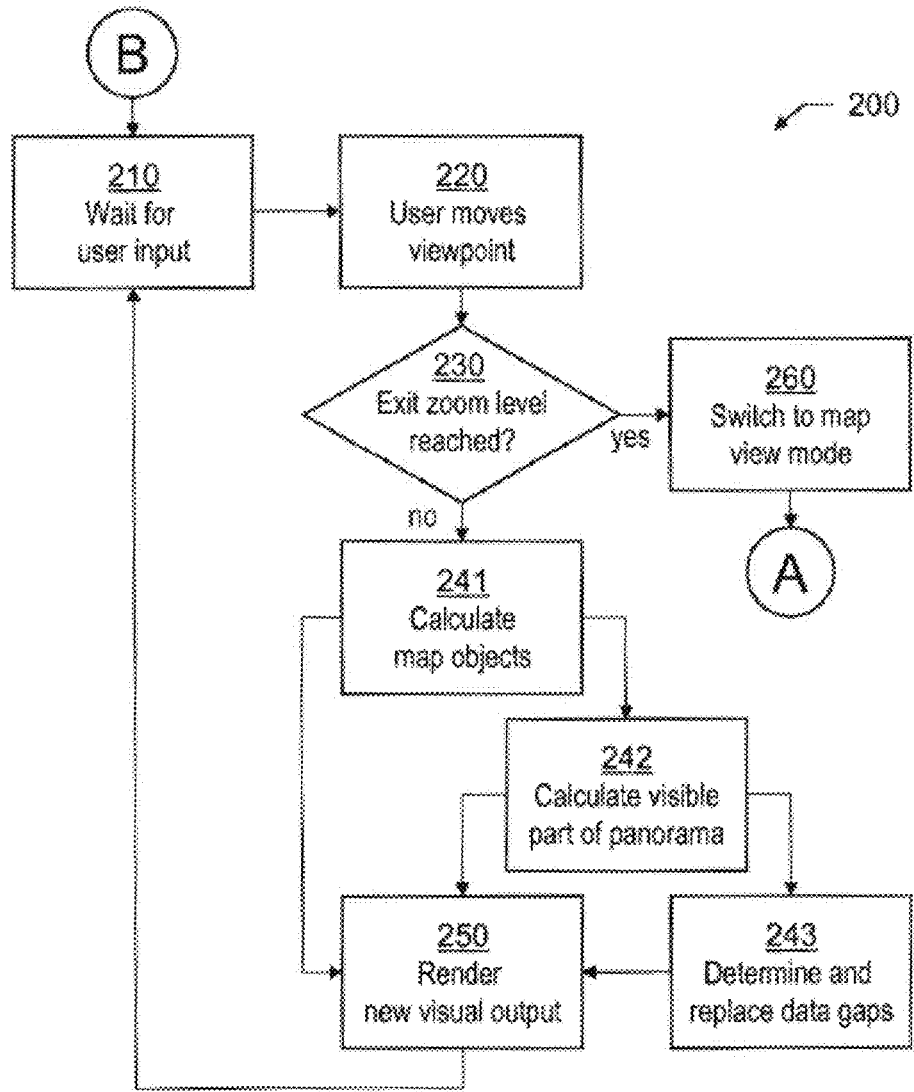 B
200
210
Wait for
user input
220
User moves
viewpoint
230
Exit zoom level
reached?
yes
260
Switch to map
view mode
no
A
241
Calculate
map objects
242
Calculate visible
part of panorama
250
Render
new visual output
243
Determine and
replace data gaps